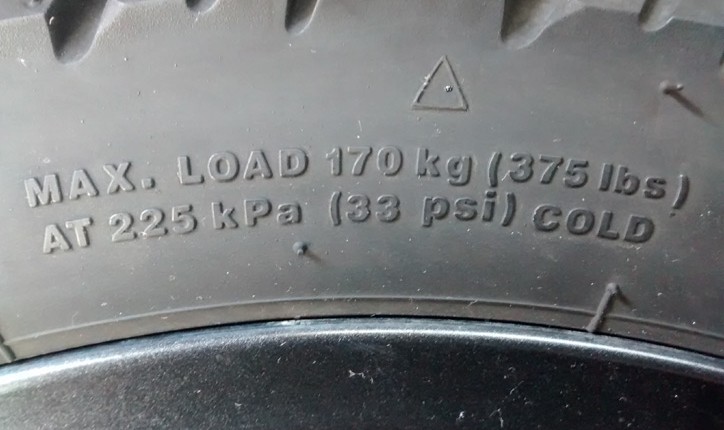 MAX. LOAD 170 kg (375 lbs)
AT 225 kPa (33 psi) COLD